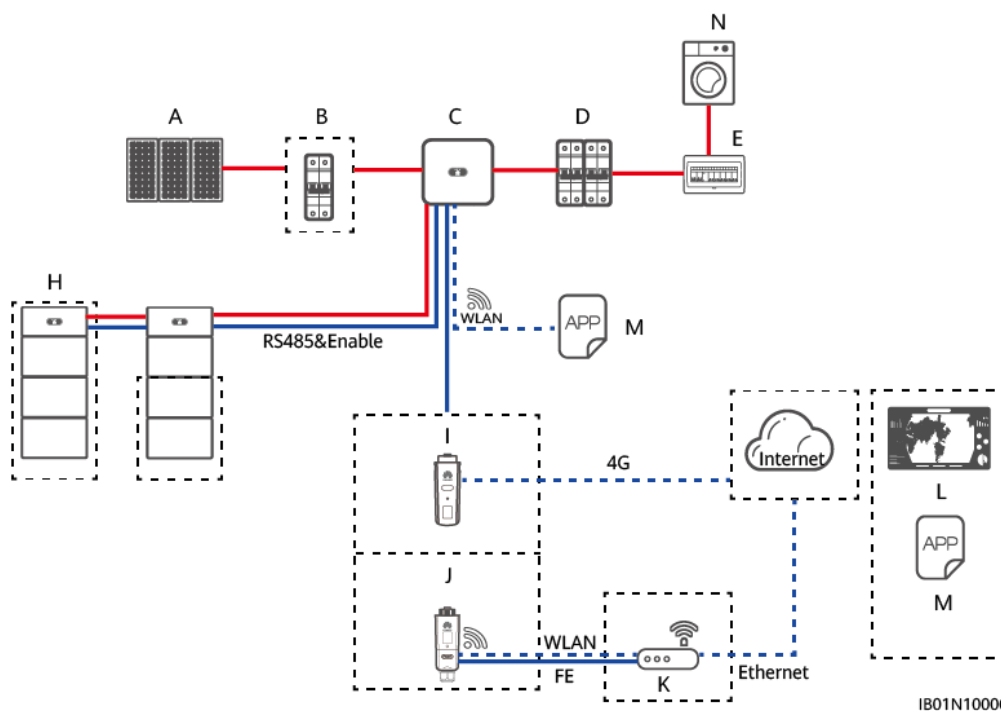 N
A
B
C
D
E
H
WLAN
APP
M
RS485&Enable
I
4G
Internet
L
APP
M
J
WLAN
FE
K
Ethernet